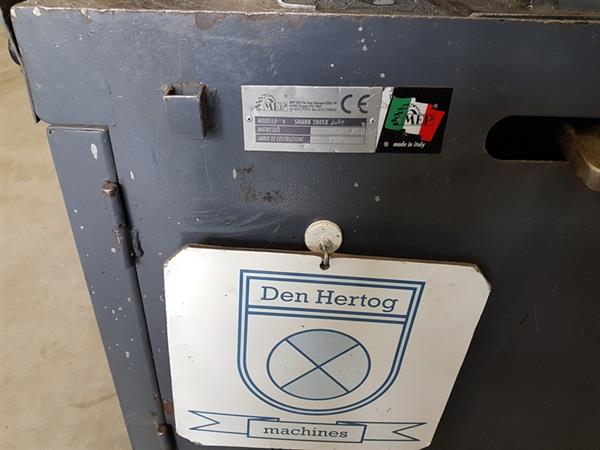 MEP
CE
MODELLO
SHARK 280SX
MATRICOLA
ANNO DI COSTRUZIONE
MEP
made in italy
Den Hertog
machines